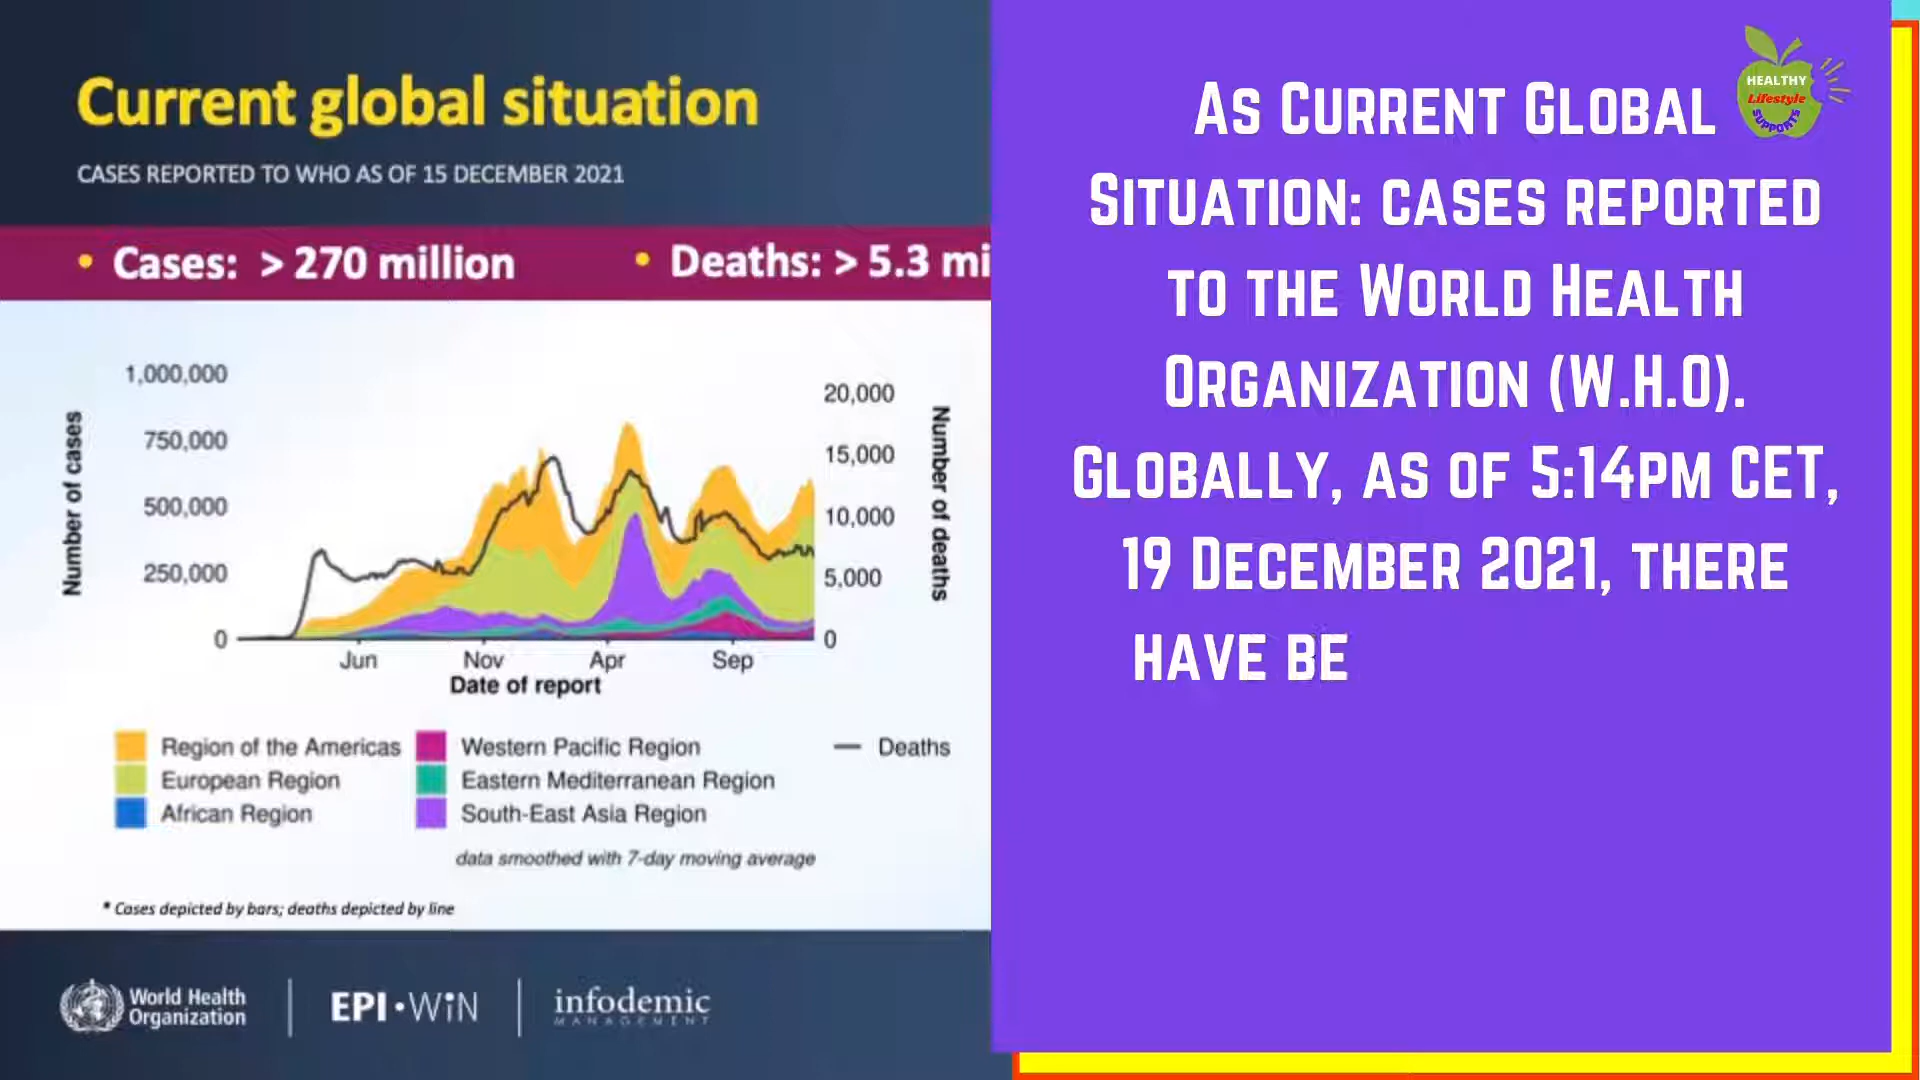 Current global situation
CASES REPORTED TO WHO AS OF 15 DECEMBER 2021
• Cases: > 270 million
• Deaths: > 5.3 mi
1,000,000
750,000
500,000
250,000
0
Number of cases
20,000
15,000
10,000
5,000
0
Number of deaths
Jun Nov Apr Sep
Date of report
Region of the Americas
European Region
African Region
Western Pacific Region
Eastern Mediterranean Region
South-East Asia Region
Deaths
data smoothed with 7-day moving average
* Cases depicted by bars; deaths depicted by line
World Health
Organization
EPI•WiN
infodemic
MANAGEMENT
HEALTHY
Lifestyle
SUPPORTS
As Current Global
Situation: cases reported
to the World Health
Organization (W.H.O).
Globally, as of 5:14pm CET,
19 December 2021, there
have be